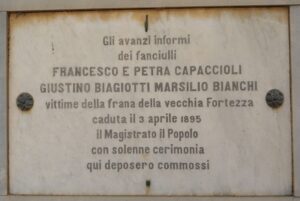 Gli avanzi informi
dei fanciulli
FRANCESCO E PETRA CAPACCIOLI
GIUSTINO BIAGIOTTI MARSILIO BIANCHI
vittime della frana della vecchia Fortezza
caduta il 3 aprile 1895
il Magistrato il Popolo
con solenne cerimonia
qui deposero commossi